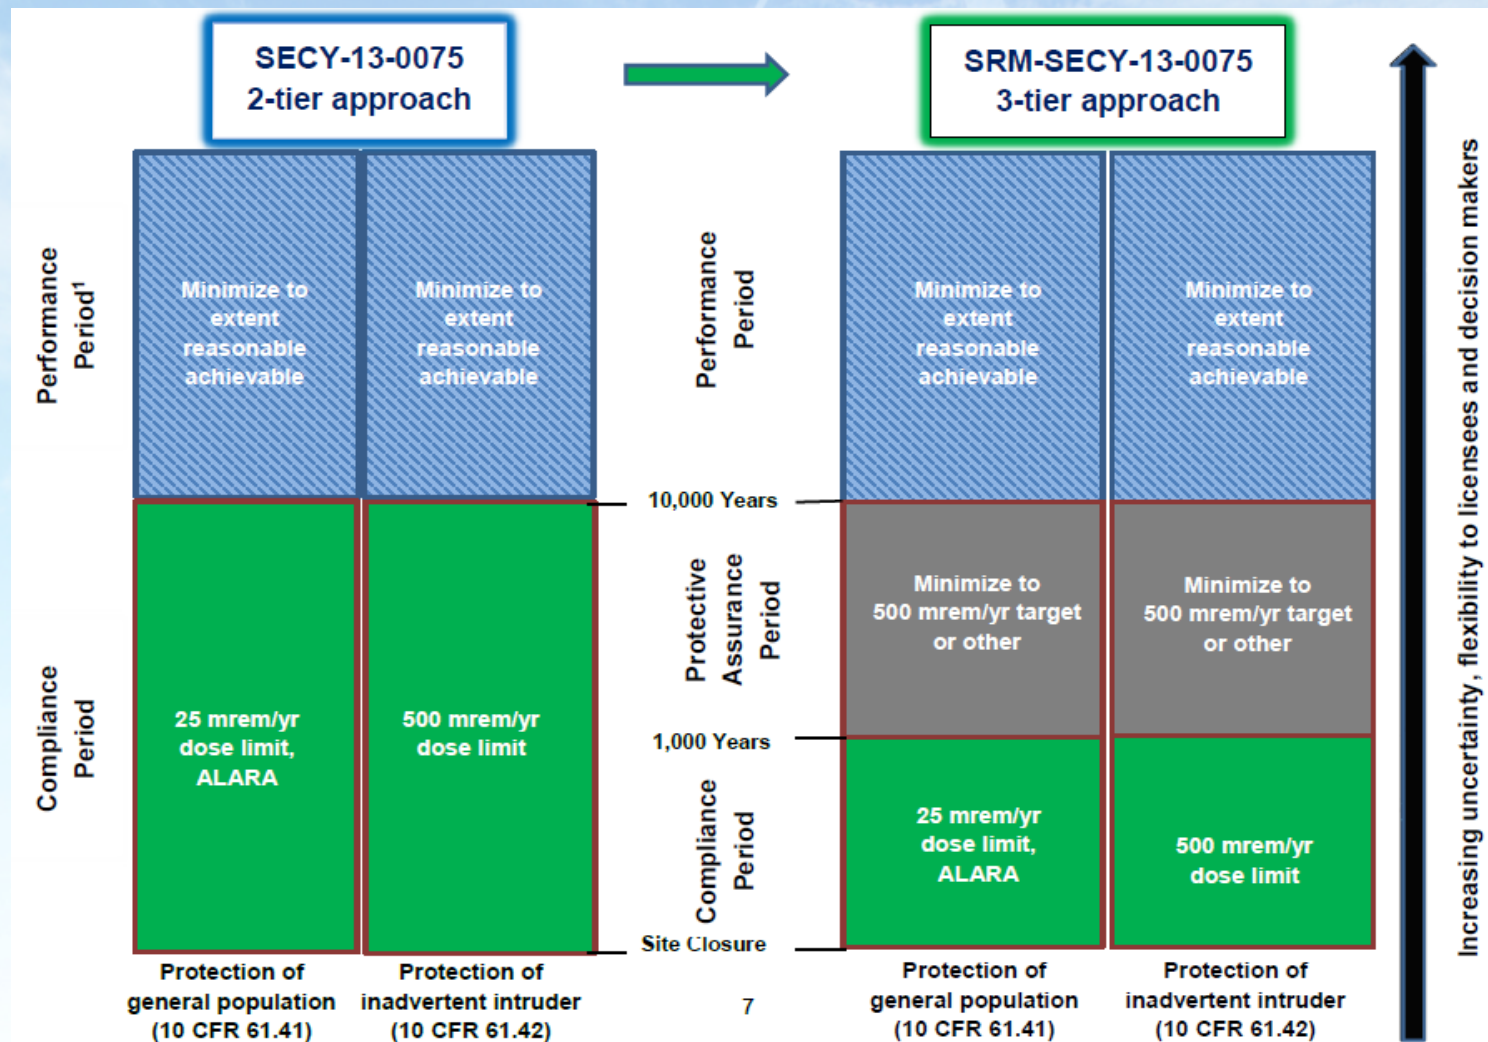 SECY-13-0075
2-tier approach
SRM-SECY-13-0075
3-tier approach
Performance
Period¹
Minimize to
extent
reasonable
achievable
Minimize to
extent
reasonable
achievable
Compliance
Period
25 mrem/yr
dose limit,
ALARA
500 mrem/yr
dose limit
Protection of
general population
(10 CFR 61.41)
Protection of
inadvertent intruder
(10 CFR 61.42)
Performance
Period
Minimize to
extent
reasonable
achievable
Minimize to
extent
reasonable
achievable
10,000 Years
Protective
Assurance
Period
Minimize to
500 mrem/yr target
or other
Minimize to
500 mrem/yr target
or other
1,000 Years
Compliance
Period
25 mrem/yr
dose limit,
ALARA
500 mrem/yr
dose limit
Site Closure
Protection of
general population
(10 CFR 61.41)
Protection of
inadvertent intruder
(10 CFR 61.42)
7
Increasing uncertainty, flexibility to licensees and decision makers